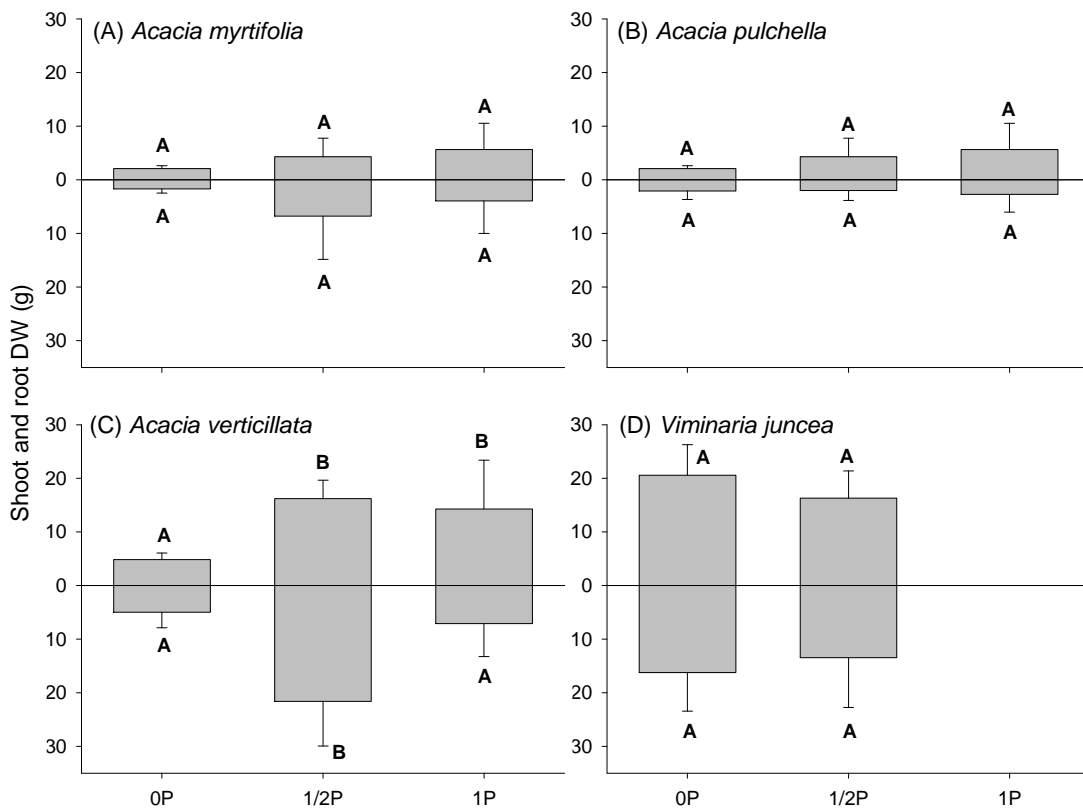 (A) Acacia myrtifolia
(B) Acacia pulchella
30
20
10
0
10
20
30
A
A
A
A
A
A
30
20
10
0
10
20
30
A
A
A
A
A
A
Shoot and root DW (g)
(C) Acacia verticillata
(D) Viminaria juncea
30
20
10
0
10
20
30
A
B
B
A
B
A
30
20
10
0
10
20
30
A
A
A
A
0P
1/2P
1P
0P
1/2P
1P